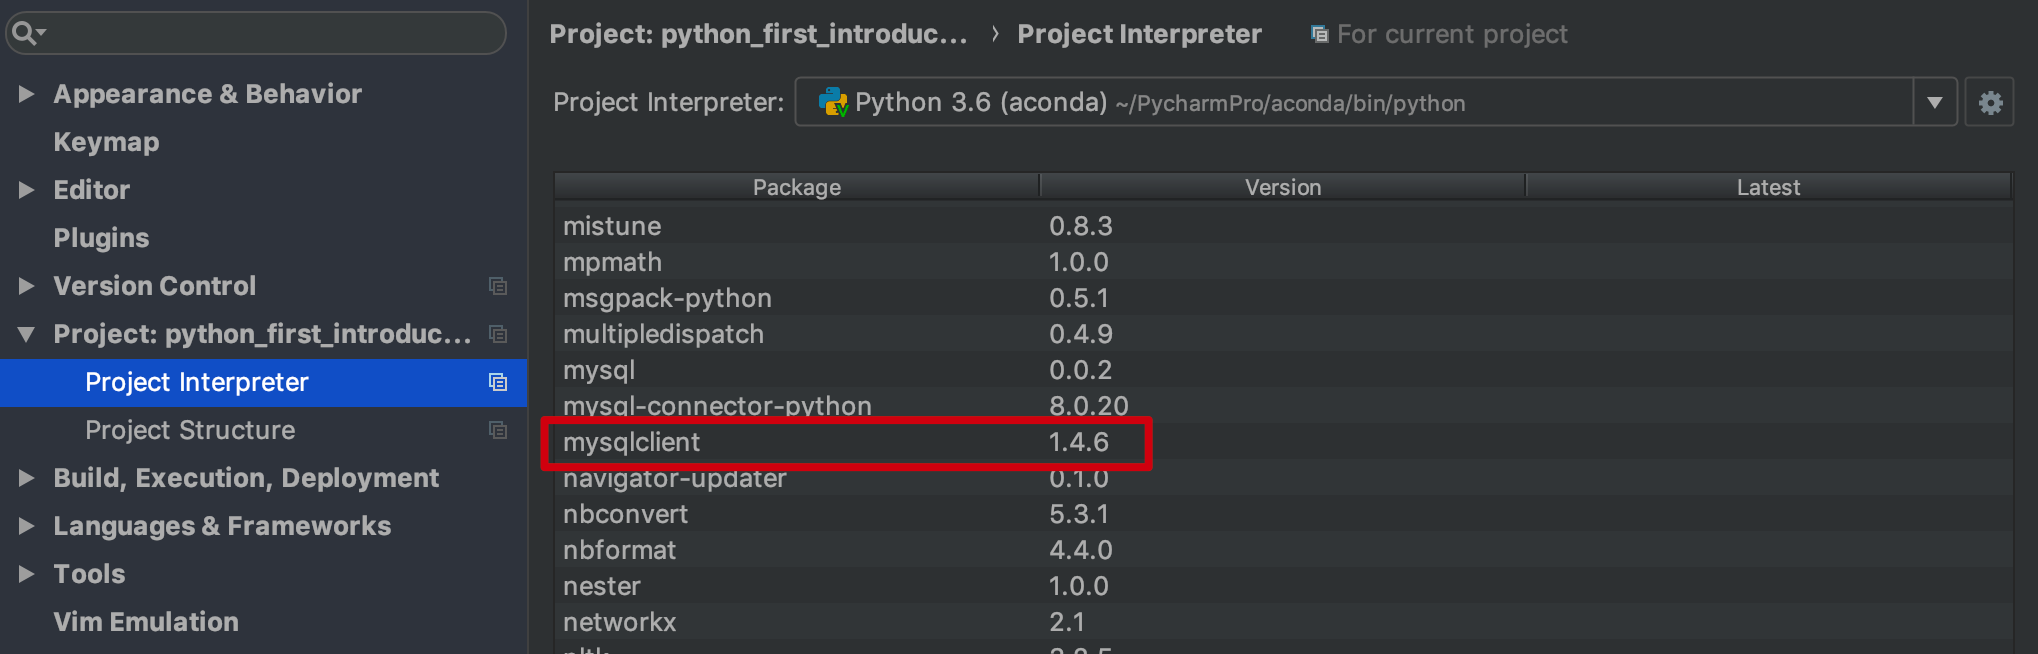 Appearance & Behavior
Keymap
Editor
Plugins
Version Control
Project: python_first_introduc...
Project Interpreter
Project Structure
Build, Execution, Deployment
Languages & Frameworks
Tools
Vim Emulation
Project: python_first_introduc... › Project Interpreter For current project
Project Interpreter: Python 3.6 (aconda) ~/PycharmPro/aconda/bin/python
Package Version Latest
mistune 0.8.3
mpmath 1.0.0
msgpack-python 0.5.1
multipledispatch 0.4.9
mysql 0.0.2
mysql-connector-python 8.0.20
mysqlclient 1.4.6
navigator-updater 0.1.0
nbconvert 5.3.1
nbformat 4.4.0
nester 1.0.0
networkx 2.1